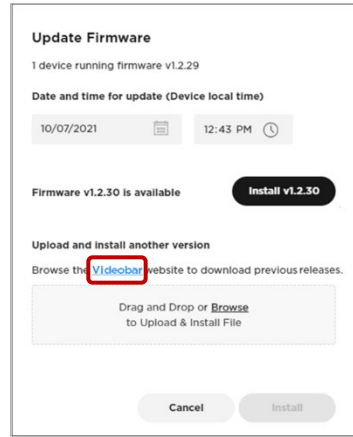 Update Firmware
1 device running firmware v1.2.29
Date and time for update (Device local time)
10/07/2021 12:43 PM
Firmware v1.2.30 is available Install v1.2.30
Upload and install another version
Browse the Videobar website to download previous releases.
Drag and Drop or Browse
to Upload & Install File
Cancel Install